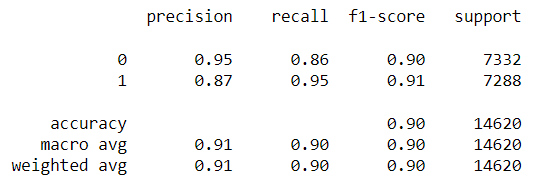 precision recall f1-score support
0 0.95 0.86 0.90 7332
1 0.87 0.95 0.91 7288
accuracy 0.90 14620
macro avg 0.91 0.90 0.90 14620
weighted avg 0.91 0.90 0.90 14620